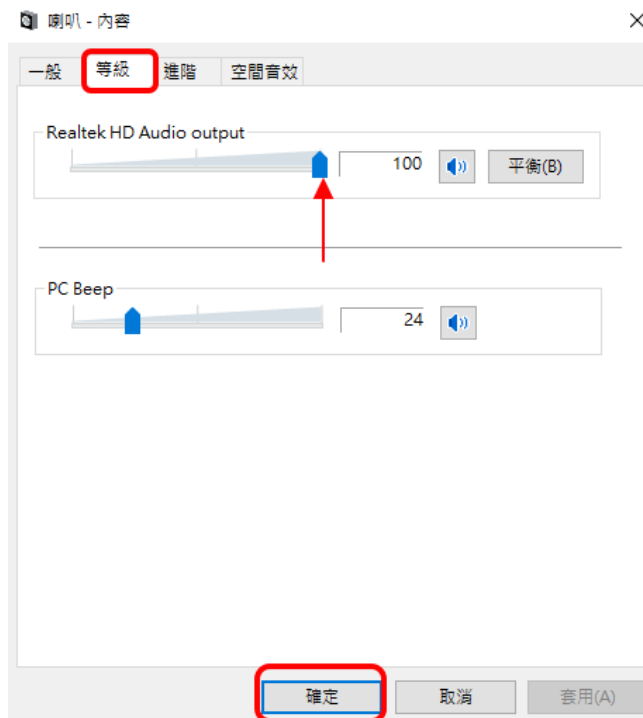 喇叭 - 內容
一般 等級 進階 空間音效
Realtek HD Audio output
100 平衡(B)
PC Beep
24
確定 取消 套用(A)